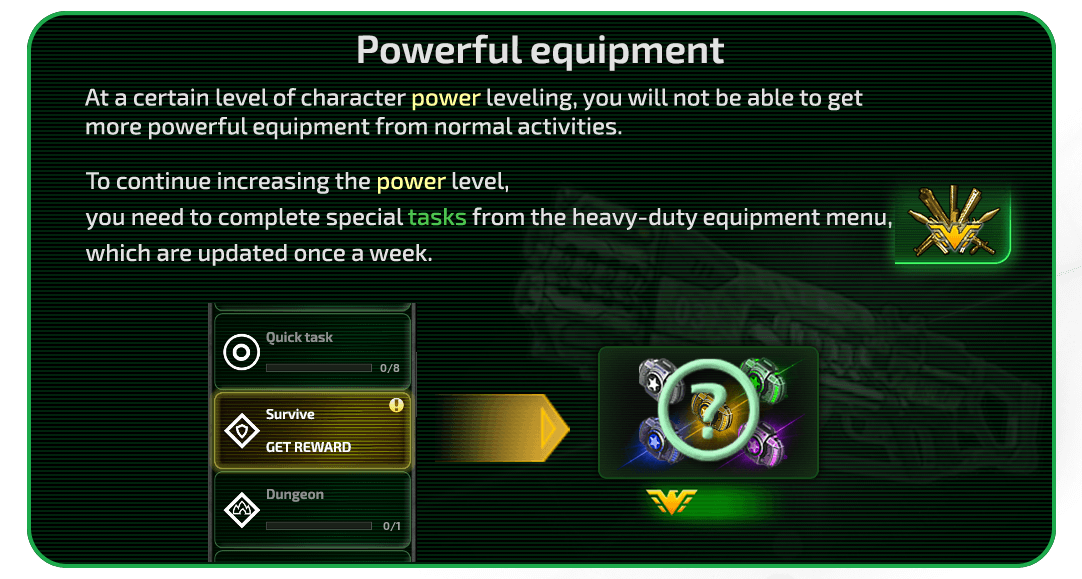 Powerful equipment
At a certain level of character power leveling, you will not be able to get
more powerful equipment from normal activities.
To continue increasing the power level,
you need to complete special tasks from the heavy-duty equipment menu,
which are updated once a week.
Quick task
0/8
Survive
GET REWARD
Dungeon
0/1
?